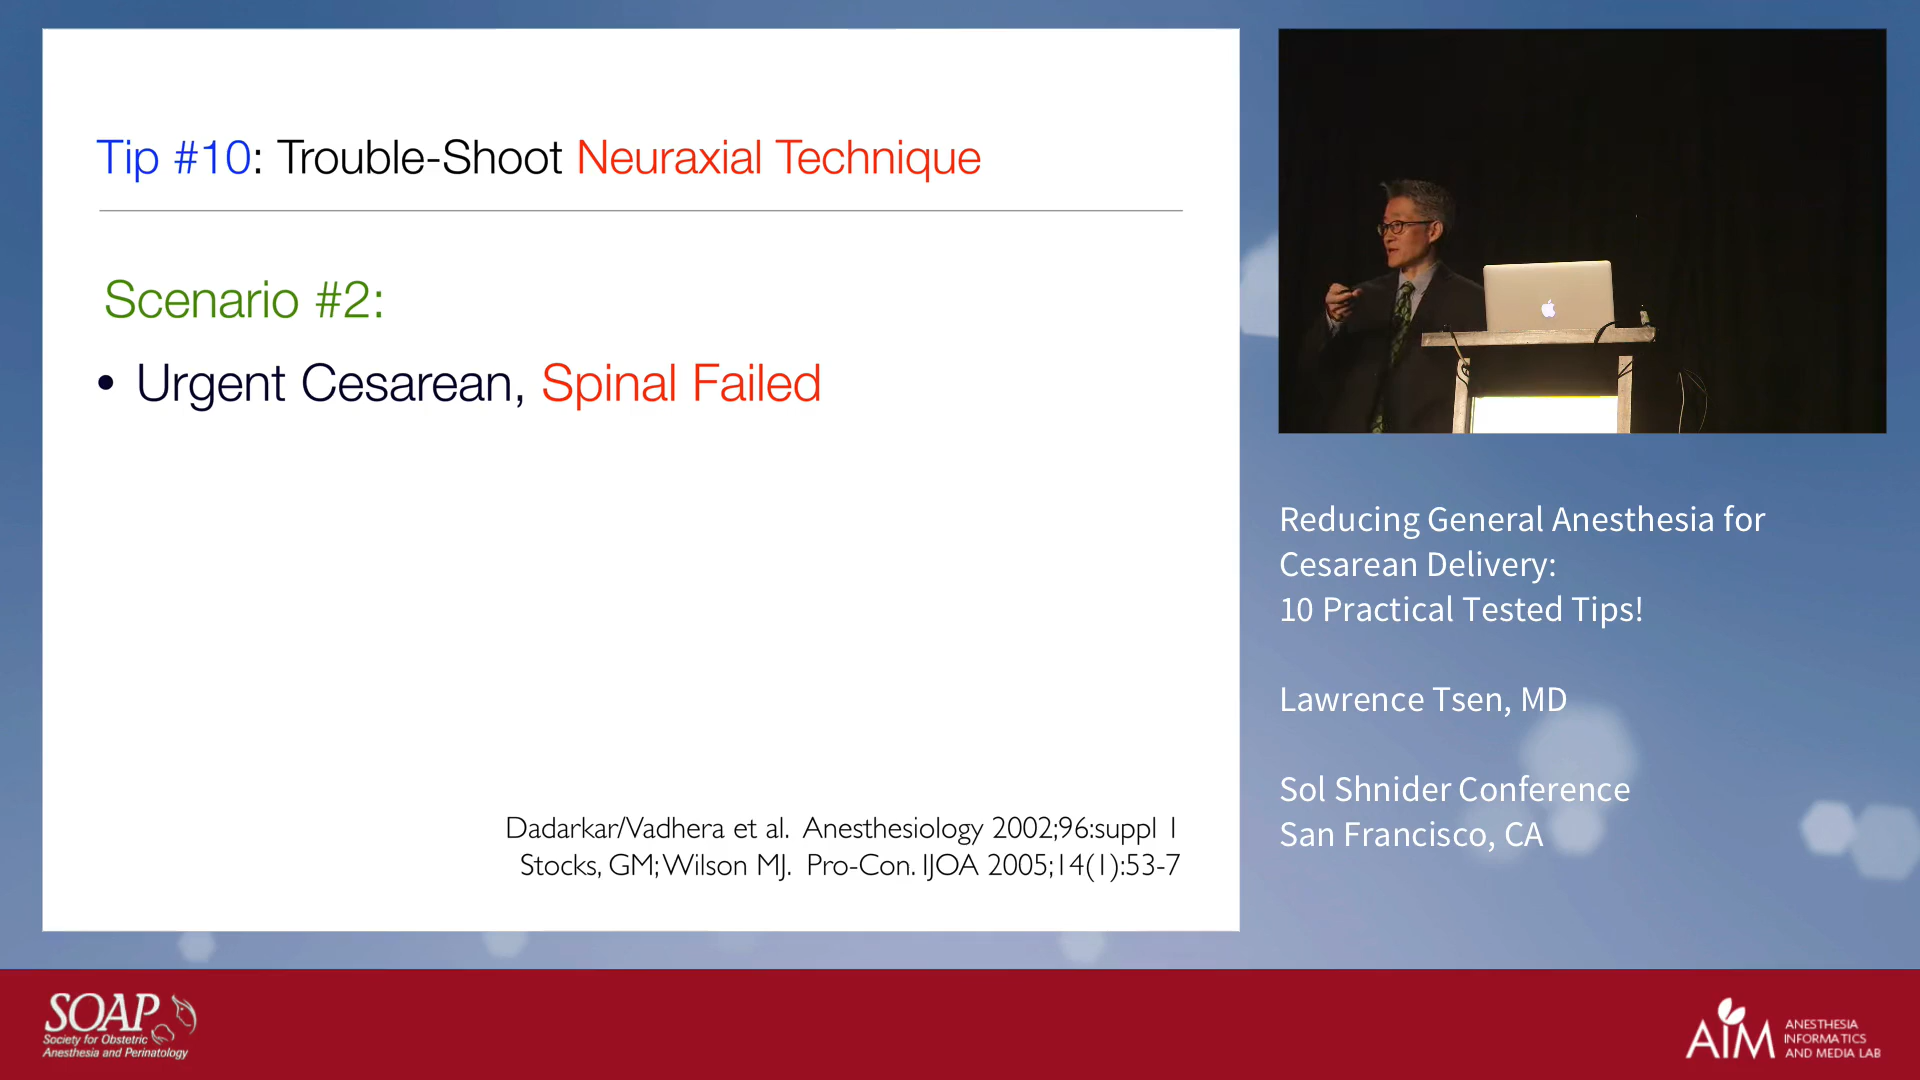 Tip #10: Trouble-Shoot Neuraxial Technique
Scenario #2:
• Urgent Cesarean, Spinal Failed
Dadarkar/Vadhera et al. Anesthesiology 2002;96:suppl 1
Stocks, GM; Wilson MJ. Pro-Con. IJOA 2005;14(1):53-7
Reducing General Anesthesia for
Cesarean Delivery:
10 Practical Tested Tips!
Lawrence Tsen, MD
Sol Shnider Conference
San Francisco, CA
SOAP
Society for Obstetric
Anesthesia and Perinatology
AIM
ANESTHESIA
INFORMATICS
AND MEDIA LAB